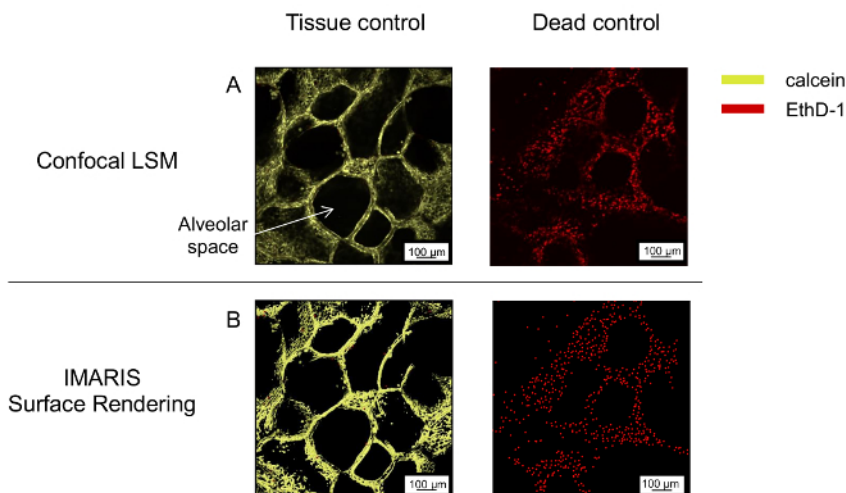 Tissue control
Dead control
A
calcein
EthD-1
Confocal LSM
Alveolar
space
100 µm
100 µm
B
IMARIS
Surface Rendering
100 µm
100 µm